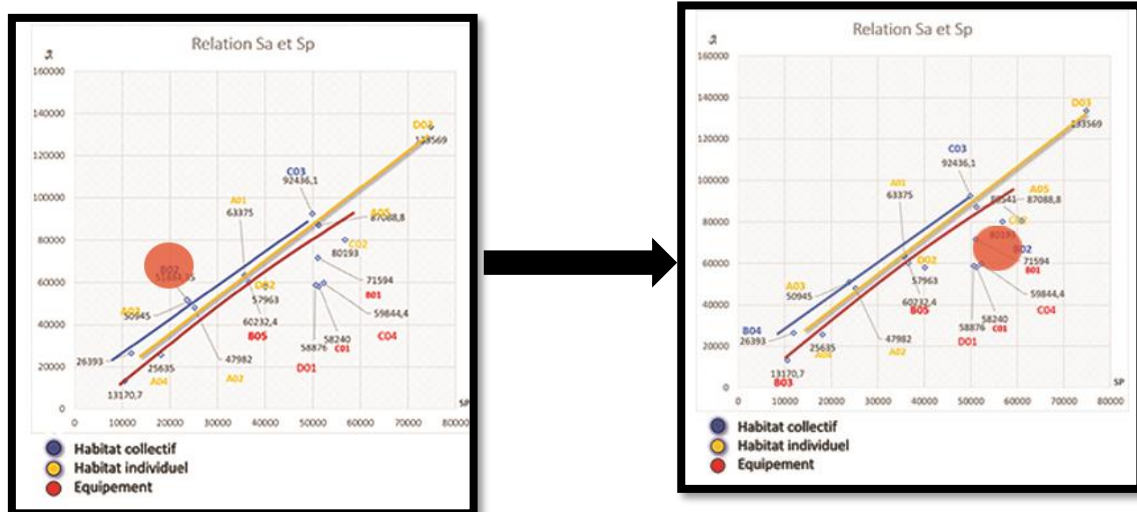 Relation Sa et Sp
160000
140000
D03
133569
120000
C03
100000
92436,1
A01
63375
A05
87088,8
80000
C02
80193
B02
71594
60000
A03
50945
D02
57963
B01
59844,4
60232,4
40000
B05
58240
C04
58876
C01
26393
47982
D01
20000
25635
A04
A02
13170,7
0
SP
0 10000 20000 30000 40000 50000 60000 70000 80000
Habitat collectif
Habitat individuel
Equipement
Relation Sa et Sp
160000
140000
D03
133569
120000
C03
100000
92436,1
A01
63375
A05
87088,8
80000
C02
80193
B02
71594
60000
A03
50945
D02
B01
57963
59844,4
60232,4
C04
40000
B05
58240
B04
58876
C01
26393
47982
D01
20000
25635
A04
A02
13170,7
B03
0
SP
0 10000 20000 30000 40000 50000 60000 70000 80000
Habitat collectif
Habitat individuel
Equipement